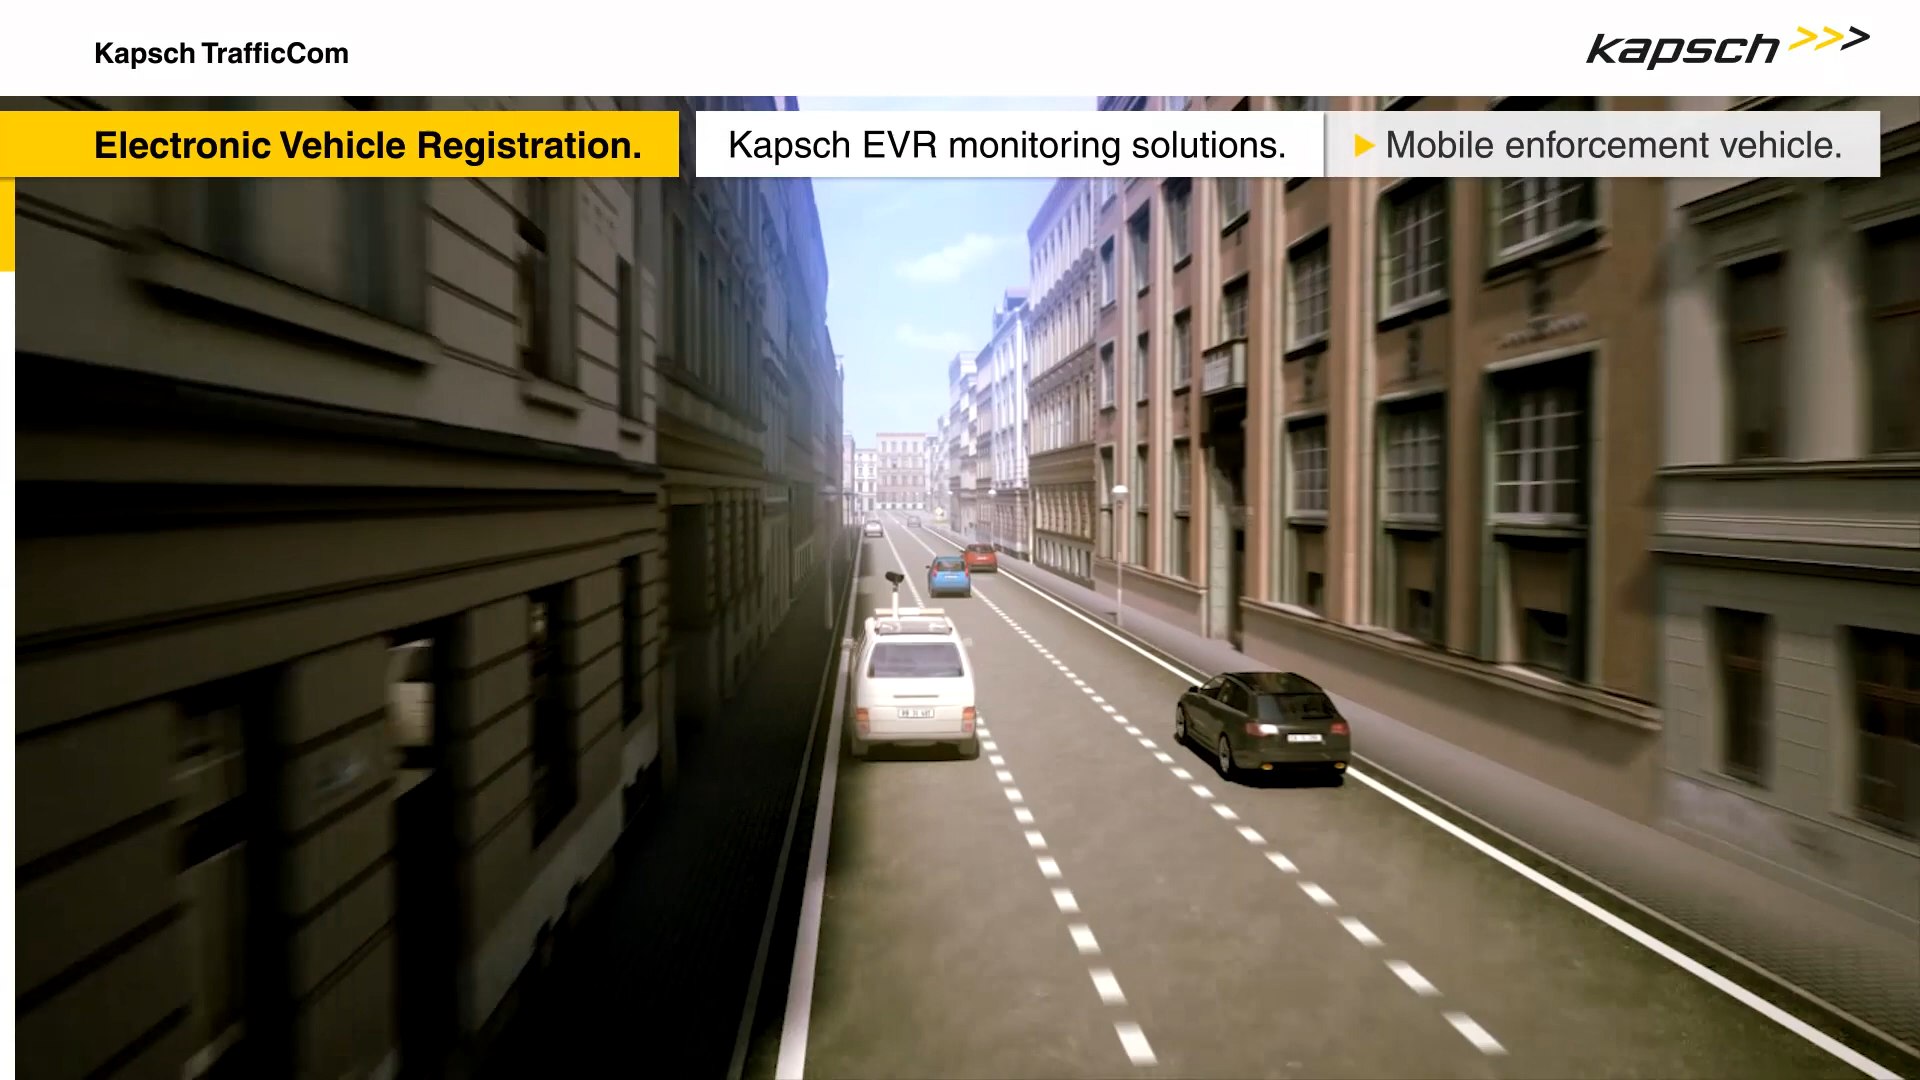 Kapsch TrafficCom
kapsch >>>
Electronic Vehicle Registration.
Kapsch EVR monitoring solutions.
Mobile enforcement vehicle.